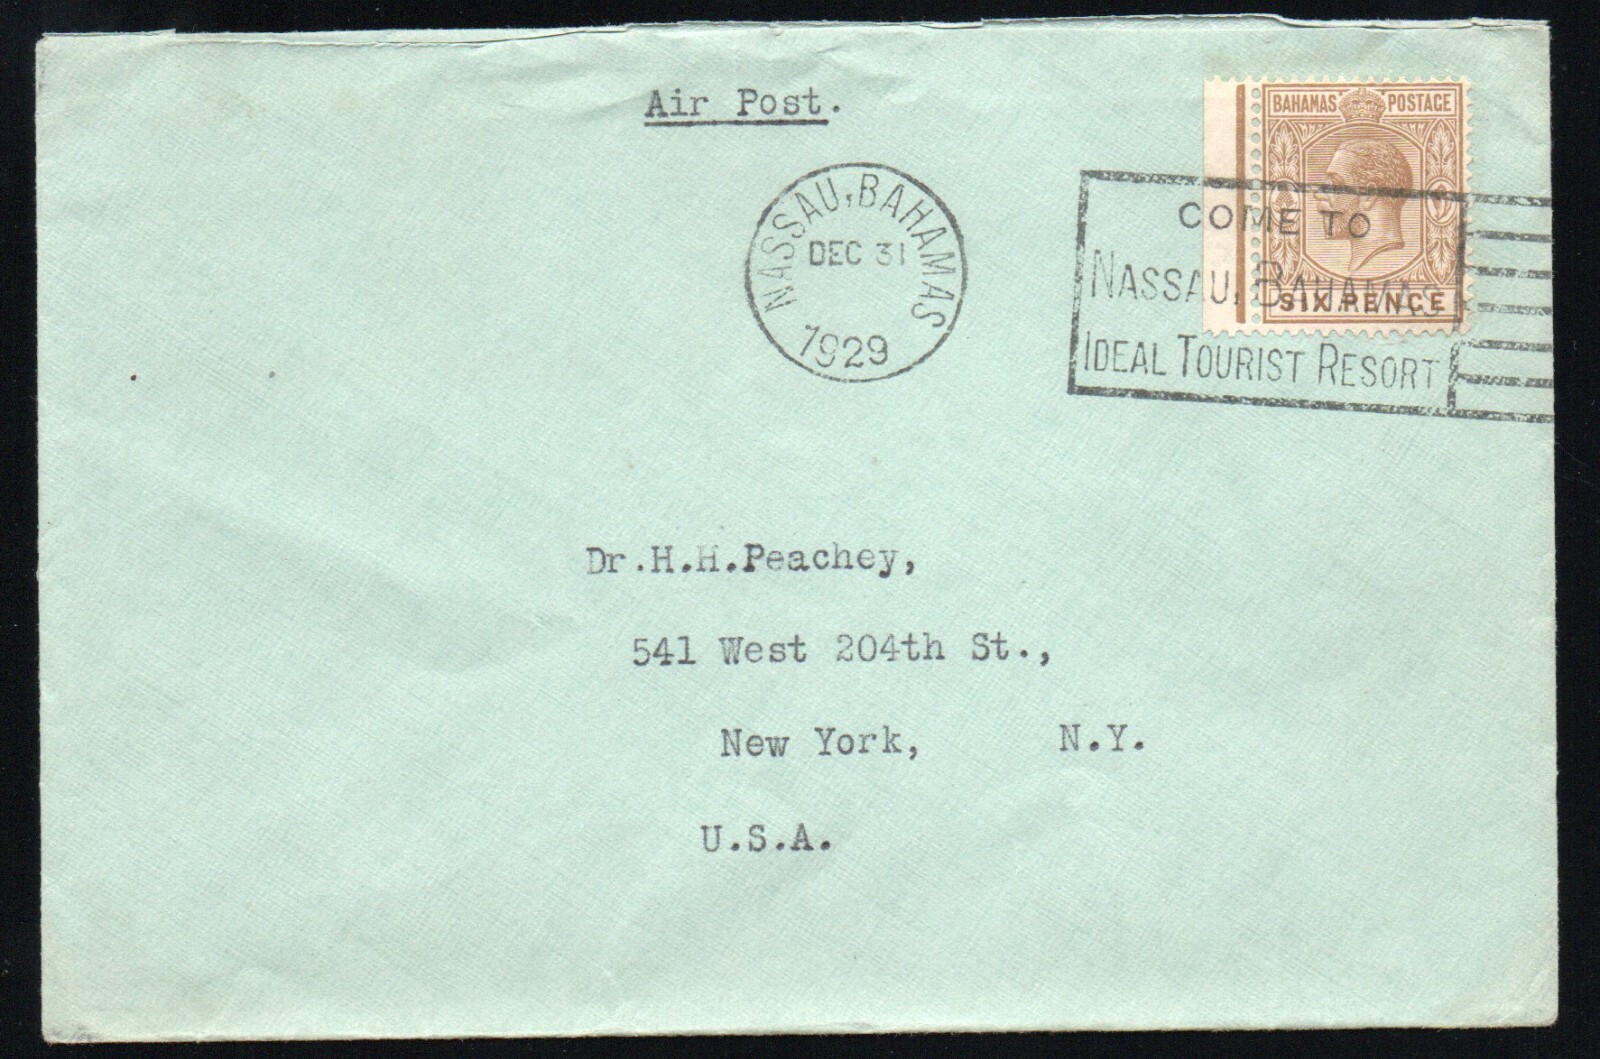 Air Post.
BAHAMAS POSTAGE
SIX PENCE
NASSAU, BAHAMAS
DEC 31
1929
COME TO
NASSAU, BAHAMAS
IDEAL TOURIST RESORT
Dr.H.H.Peachey,
541 West 204th St.,
New York, N.Y.
U.S.A.